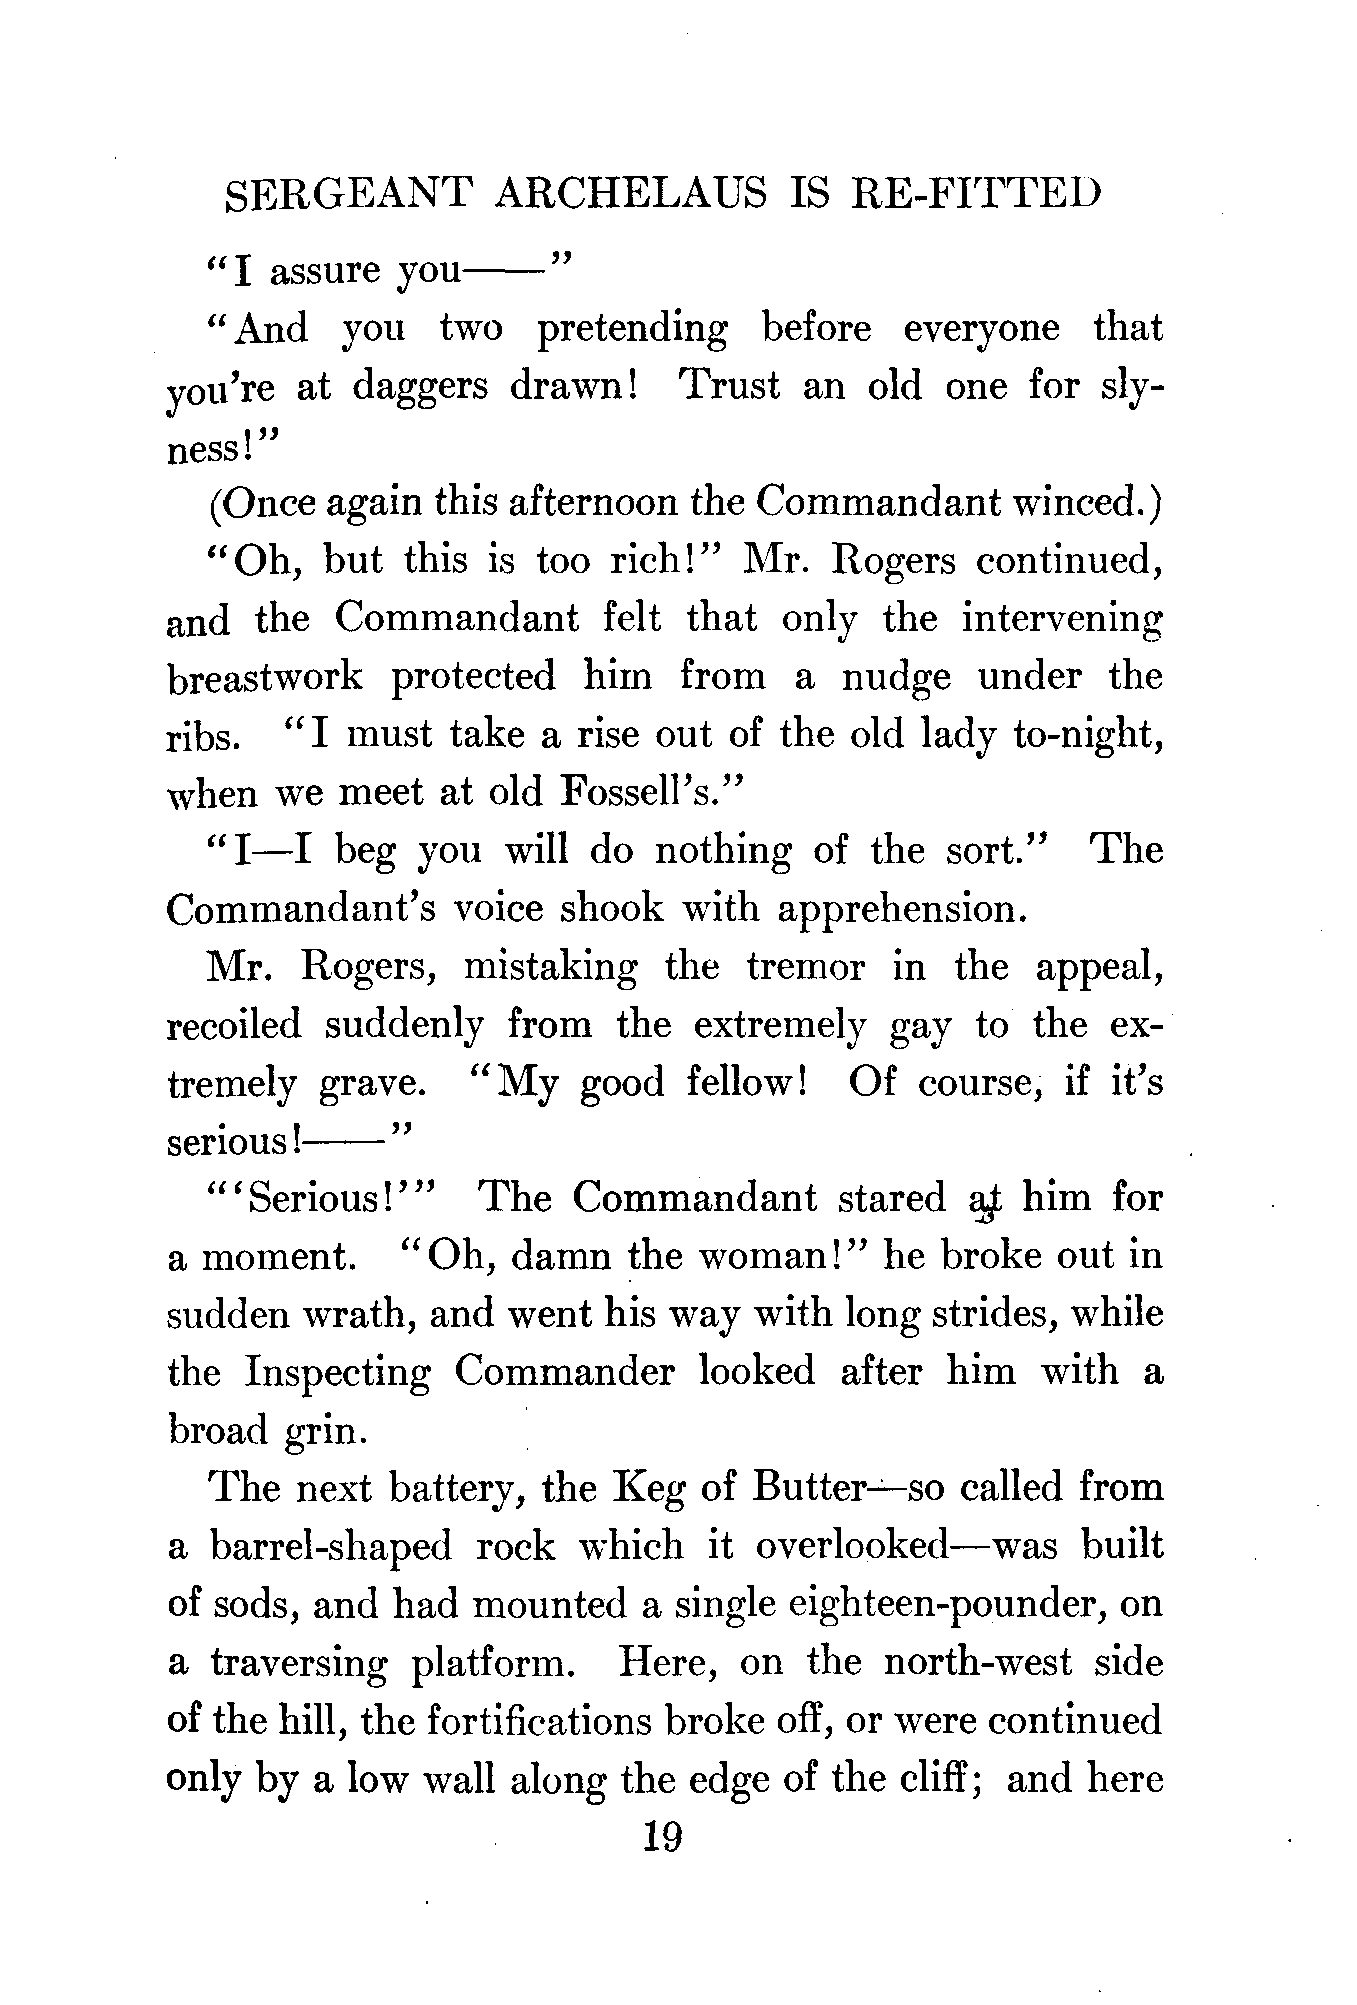 SERGEANT ARCHELAUS IS RE-FITTED
"I assure you——"
"And you two pretending before everyone that
you're at daggers drawn! Trust an old one for sly-
ness!"
(Once again this afternoon the Commandant winced.)
"Oh, but this is too rich!" Mr. Rogers continued,
and the Commandant felt that only the intervening
breastwork protected him from a nudge under the
ribs. "I must take a rise out of the old lady to-night,
when we meet at old Fossell's."
"I—I beg you will do nothing of the sort." The
Commandant's voice shook with apprehension.
Mr. Rogers, mistaking the tremor in the appeal,
recoiled suddenly from the extremely gay to the ex-
tremely grave. "My good fellow! Of course, if it's
serious!——"
"'Serious!'" The Commandant stared at him for
a moment. "Oh, damn the woman!" he broke out in
sudden wrath, and went his way with long strides, while
the Inspecting Commander looked after him with a
broad grin.
The next battery, the Keg of Butter—so called from
a barrel-shaped rock which it overlooked—was built
of sods, and had mounted a single eighteen-pounder, on
a traversing platform. Here, on the north-west side
of the hill, the fortifications broke off, or were continued
only by a low wall along the edge of the cliff; and here
19